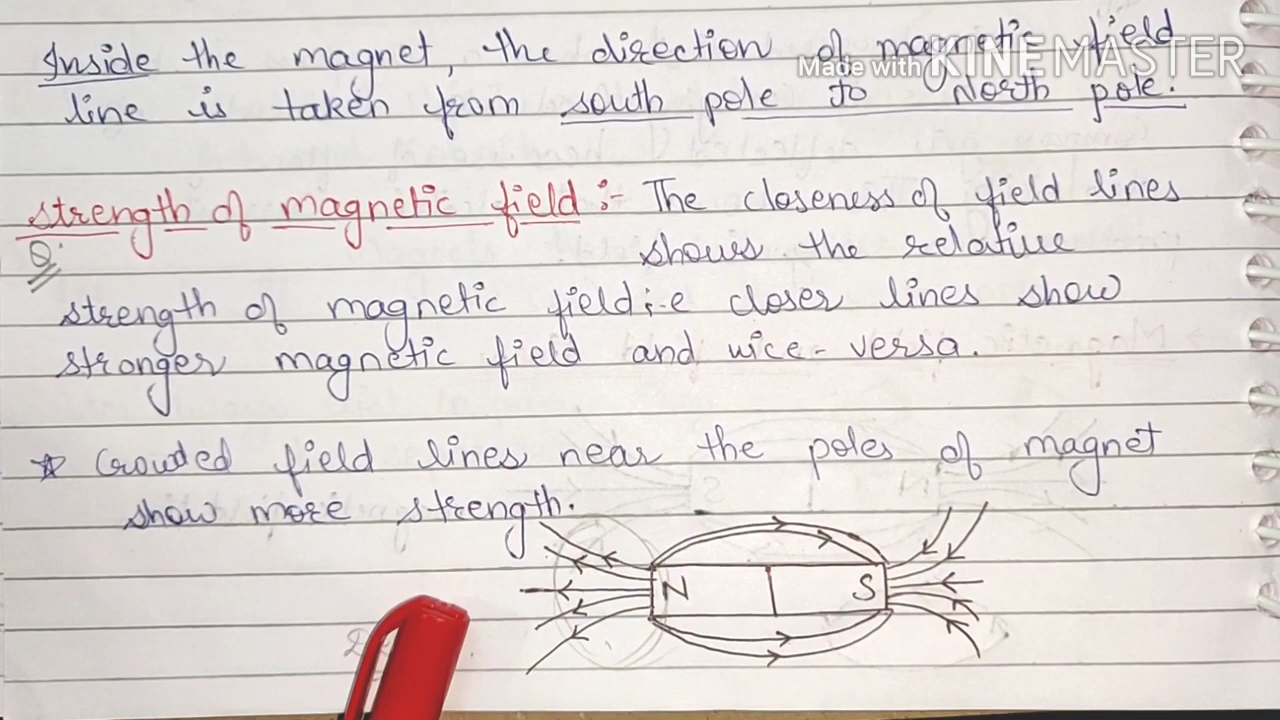 Inside the magnet, the direction of magnetic field
Made with KINEMASTER
line is taken from south pole to North pole.
strength of magnetic field :- The closeness of field lines
Q.
shows the relative
strength of magnetic field i.e closer lines show
stronger magnetic field and vice-versa.
☆ Crowded field lines near the poles of magnet
show more strength.
N S